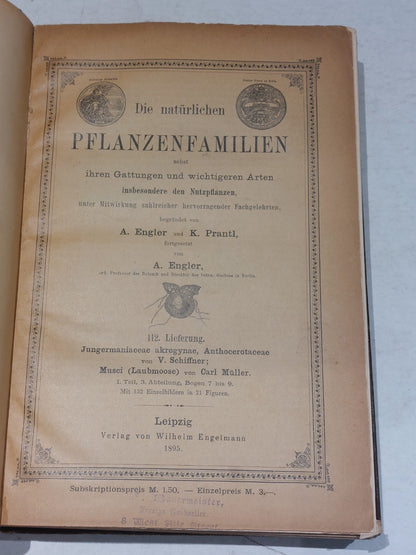 Die natürlichen
PFLANZENFAMILIEN
nebst
ihren Gattungen und wichtigeren Arten
insbesondere den Nutzpflanzen,
unter Mitwirkung zahlreicher hervorragender Fachgelehrten,
begründet von
A. Engler und K. Prantl,
fortgesetzt
von
A. Engler,
ord. Professor der Botanik und Direktor des botan. Gartens in Berlin.
112. Lieferung.
Jungermaniaceae akrogynae, Anthocerotaceae
von V. Schiffner;
Musci (Laubmoose) von Carl Müller.
1. Teil, 3. Abteilung, Bogen 7 bis 9.
Mit 132 Einzelbildern in 21 Figuren.
Leipzig
Verlag von Wilhelm Engelmann
1895.
Subskriptionspreis M. 1.50. — Einzelpreis M. 3.—.